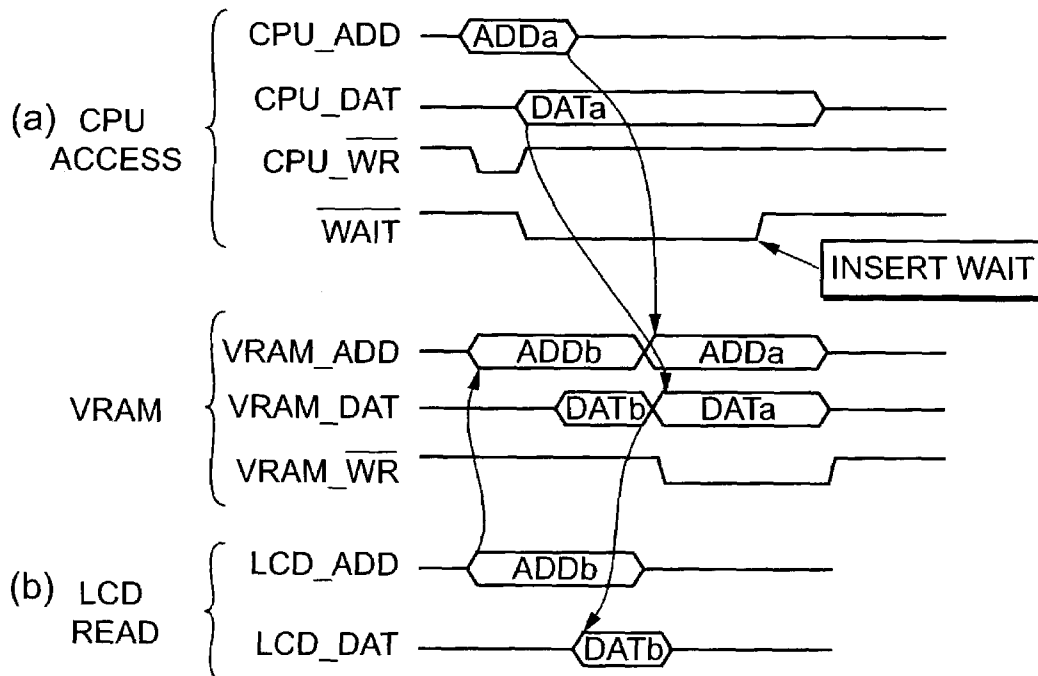 CPU_ADD ADDa
(a) CPU ACCESS
CPU_DAT DATa
CPU_WR
WAIT
INSERT WAIT
VRAM
VRAM_ADD ADDb ADDa
VRAM_DAT DATb DATa
VRAM_WR
(b) LCD READ
LCD_ADD ADDb
LCD_DAT DATb